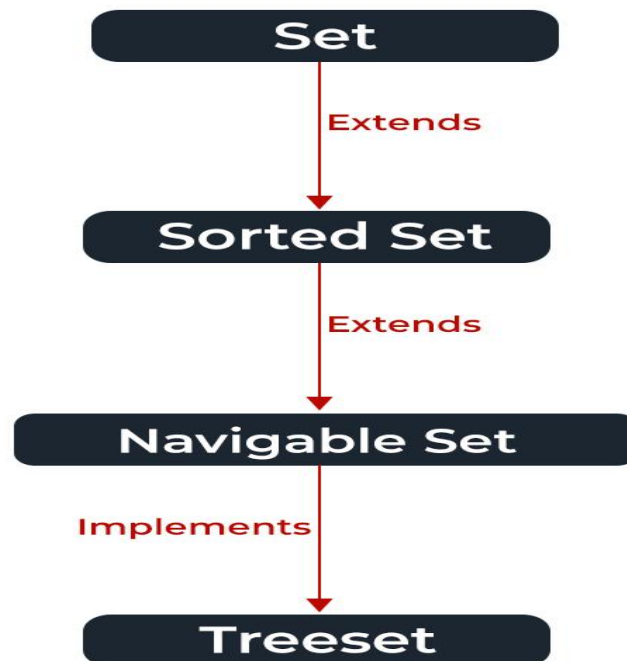 Set
Extends
Sorted Set
Extends
Navigable Set
Implements
Treeset